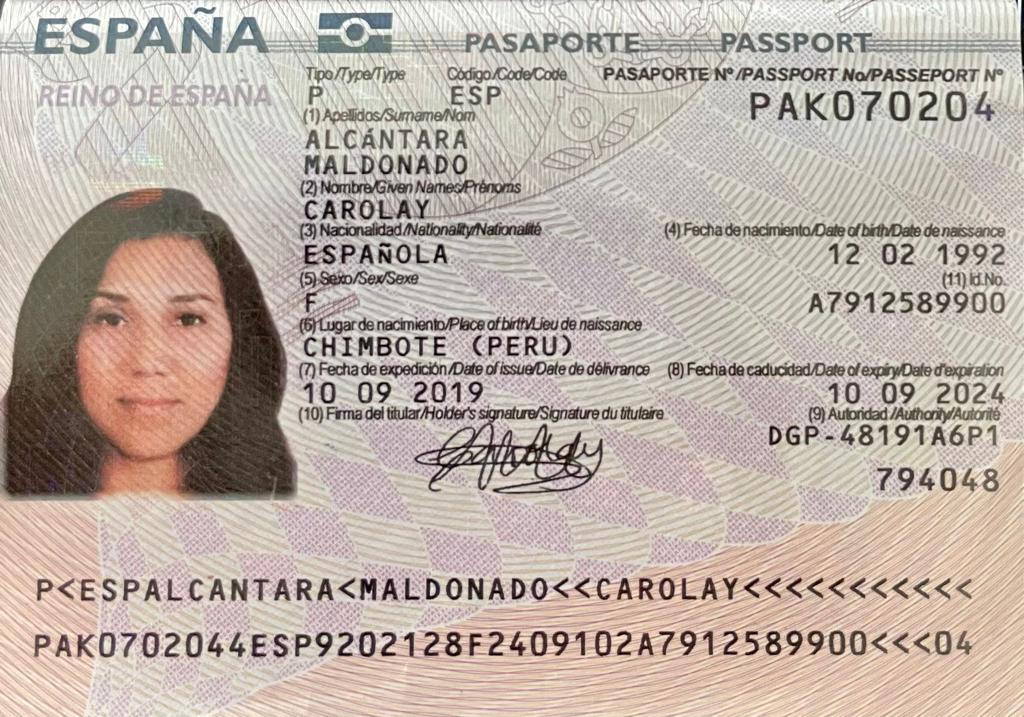 ESPAÑA
PASAPORTE PASSPORT
REINO DE ESPAÑA
Tipo/Type/Type Código/Code/Code PASAPORTE Nº/PASSPORT No/PASSEPORT Nº
P ESP PAK070204
(1) Apellidos/Surname/Nom
ALCÁNTARA
MALDONADO
(2) Nombre/Given Names/Prénoms
CAROLAY
(3) Nacionalidad/Nationality/Nationalité (4) Fecha de nacimiento/Date of birth/Date de naissance
ESPAÑOLA 12 02 1992
(5) Sexo/Sex/Sexe (11) Id.No.
F A7912589900
(6) Lugar de nacimiento/Place of birth/Lieu de naissance
CHIMBOTE (PERU)
(7) Fecha de expedición/Date of issue/Date de délivrance (8) Fecha de caducidad/Date of expiry/Date d'expiration
10 09 2019 10 09 2024
(10) Firma del titular/Holder's signature/Signature du titulaire (9) Autoridad/Authority/Autorité
DGP-48191A6P1
794048
P<ESPALCANTARA<MALDONADO<<CAROLAY<<<<<<<<<<<
PAK0702044ESP9202128F2409102A7912589900<<<04